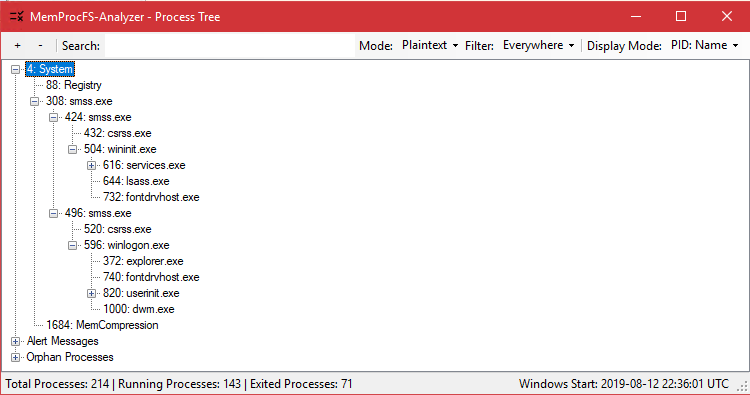 MemProcFS-Analyzer - Process Tree
+ - Search: Mode: Plaintext Filter: Everywhere Display Mode: PID: Name
4: System
88: Registry
308: smss.exe
424: smss.exe
432: csrss.exe
504: wininit.exe
616: services.exe
644: lsass.exe
732: fontdrvhost.exe
496: smss.exe
520: csrss.exe
596: winlogon.exe
372: explorer.exe
740: fontdrvhost.exe
820: userinit.exe
1000: dwm.exe
1684: MemCompression
Alert Messages
Orphan Processes
Total Processes: 214 | Running Processes: 143 | Exited Processes: 71 Windows Start: 2019-08-12 22:36:01 UTC